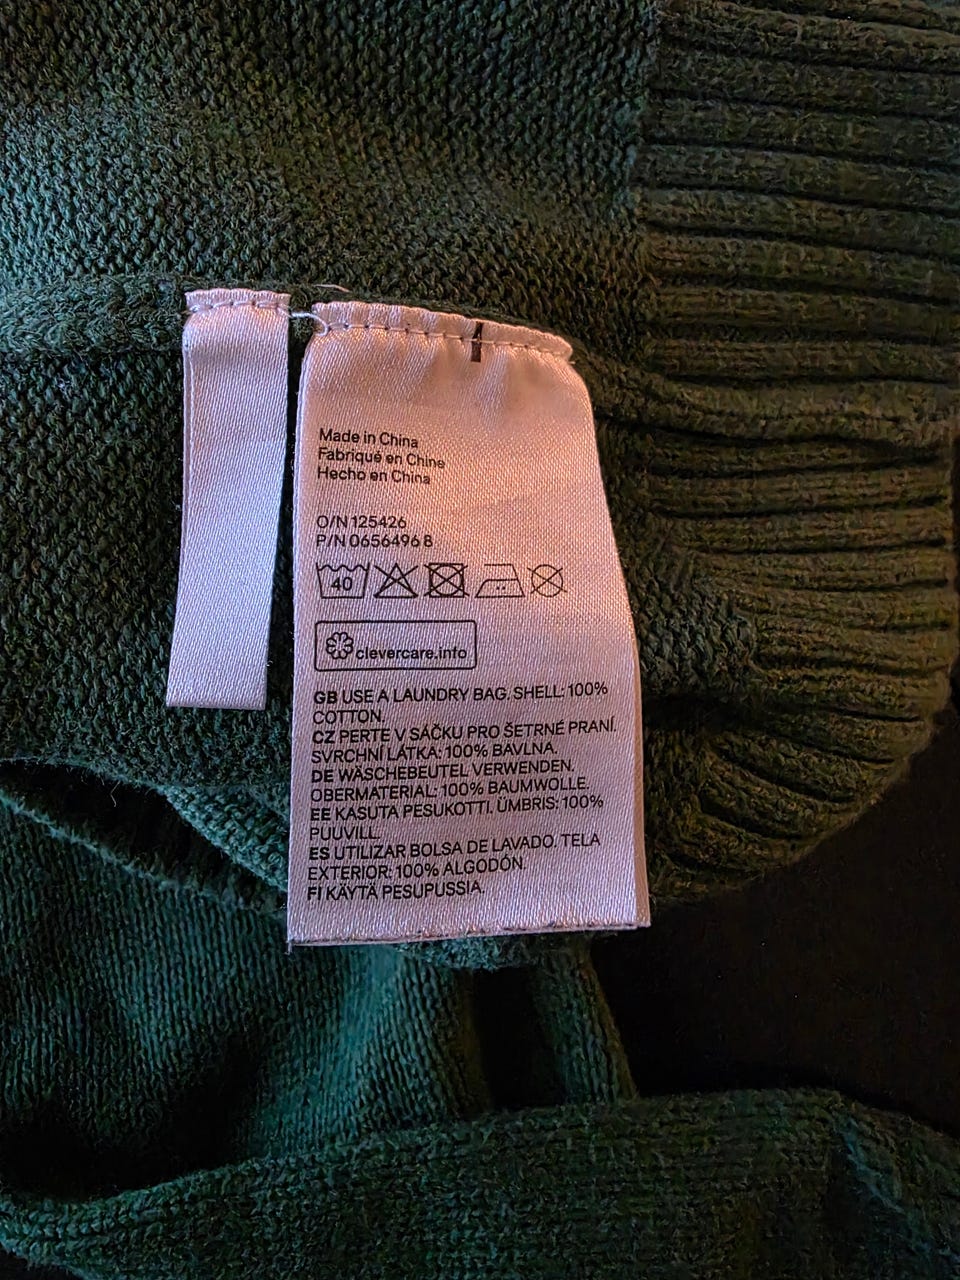 Made in China
Fabriqué en Chine
Hecho en China
O/N 125426
P/N 0656496 8
40
clevercare.info
GB USE A LAUNDRY BAG. SHELL: 100%
COTTON.
CZ PERTE V SÁČKU PRO ŠETRNÉ PRANÍ.
SVRCHNÍ LÁTKA: 100% BAVLNA.
DE WÄSCHEBEUTEL VERWENDEN.
OBERMATERIAL: 100% BAUMWOLLE.
EE KASUTA PESUKOTTI. ÜMBRIS: 100%
PUUVILL.
ES UTILIZAR BOLSA DE LAVADO. TELA
EXTERIOR: 100% ALGODÓN.
FI KÄYTÄ PESUPUSSIA.